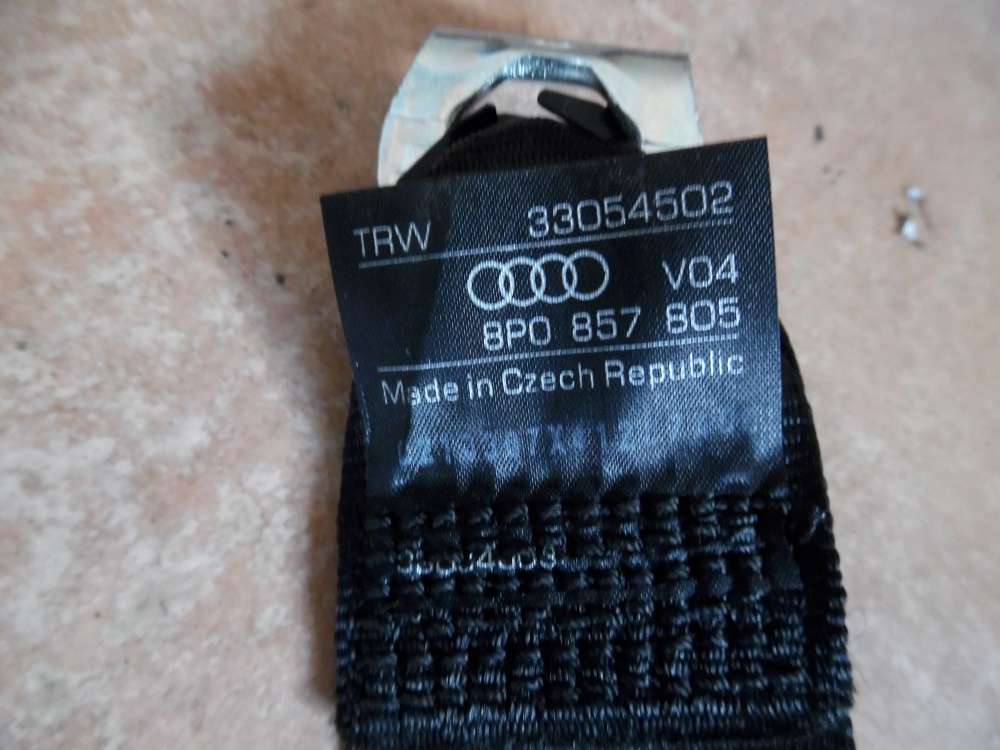 TRW 33054502
V04
8P0 857 805
Made in Czech Republic